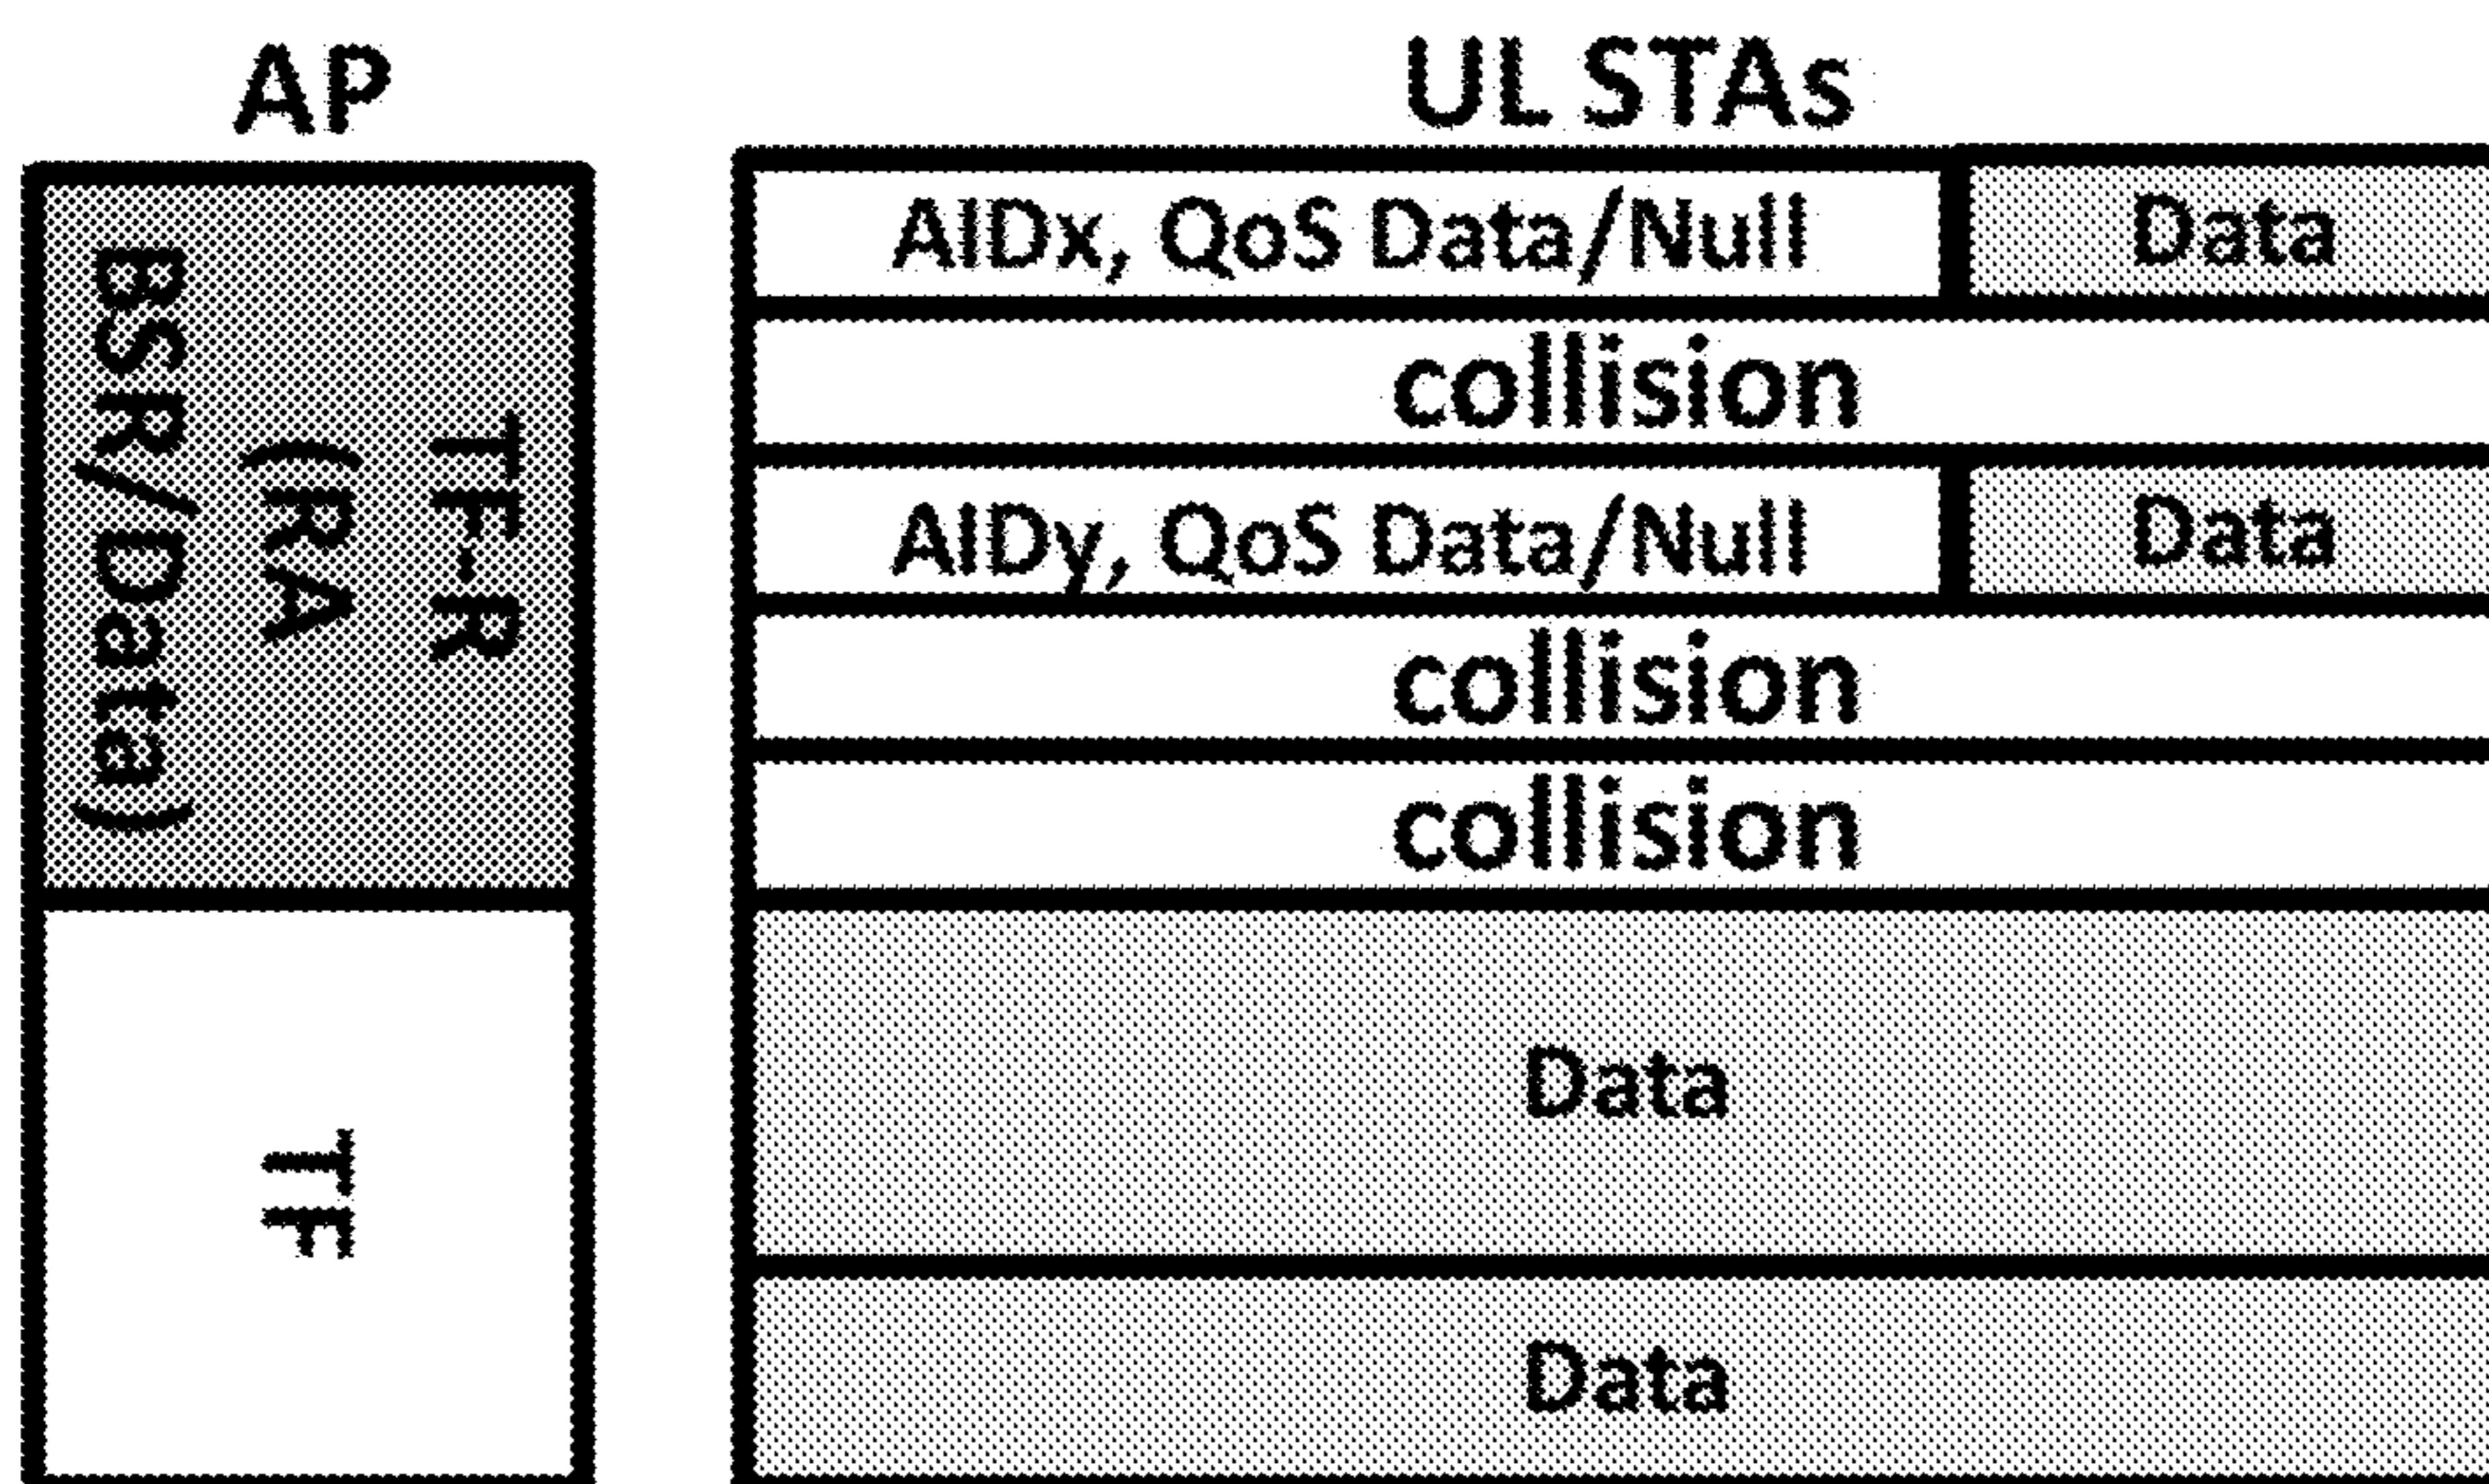 AP
TF-R
(RA
BSR/Data)
TF
UL STAs
AIDx, QoS Data/Null
Data
collision
AIDy, QoS Data/Null
Data
collision
collision
Data
Data